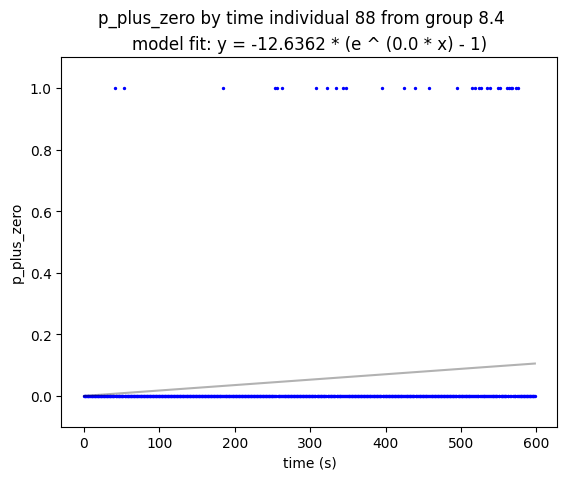 p_plus_zero by time individual 88 from group 8.4
model fit: y = -12.6362 * (e ^ (0.0 * x) - 1)
1.0
0.8
0.6
0.4
0.2
0.0
p_plus_zero
0 100 200 300 400 500 600
time (s)